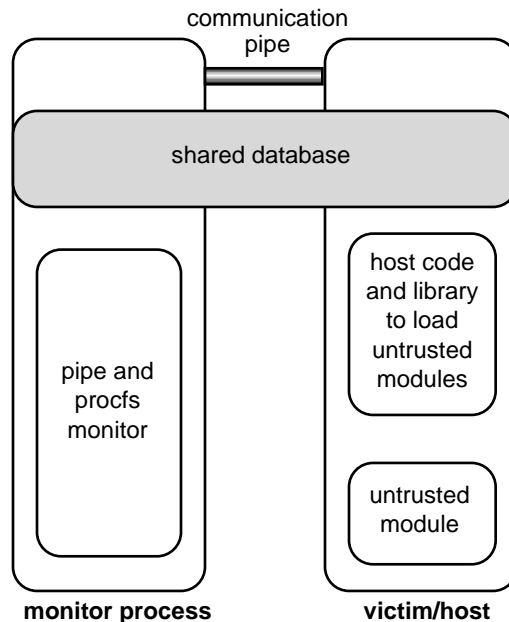 communication
pipe
shared database
pipe and
procfs
monitor
host code
and library
to load
untrusted
modules
untrusted
module
monitor process
victim/host